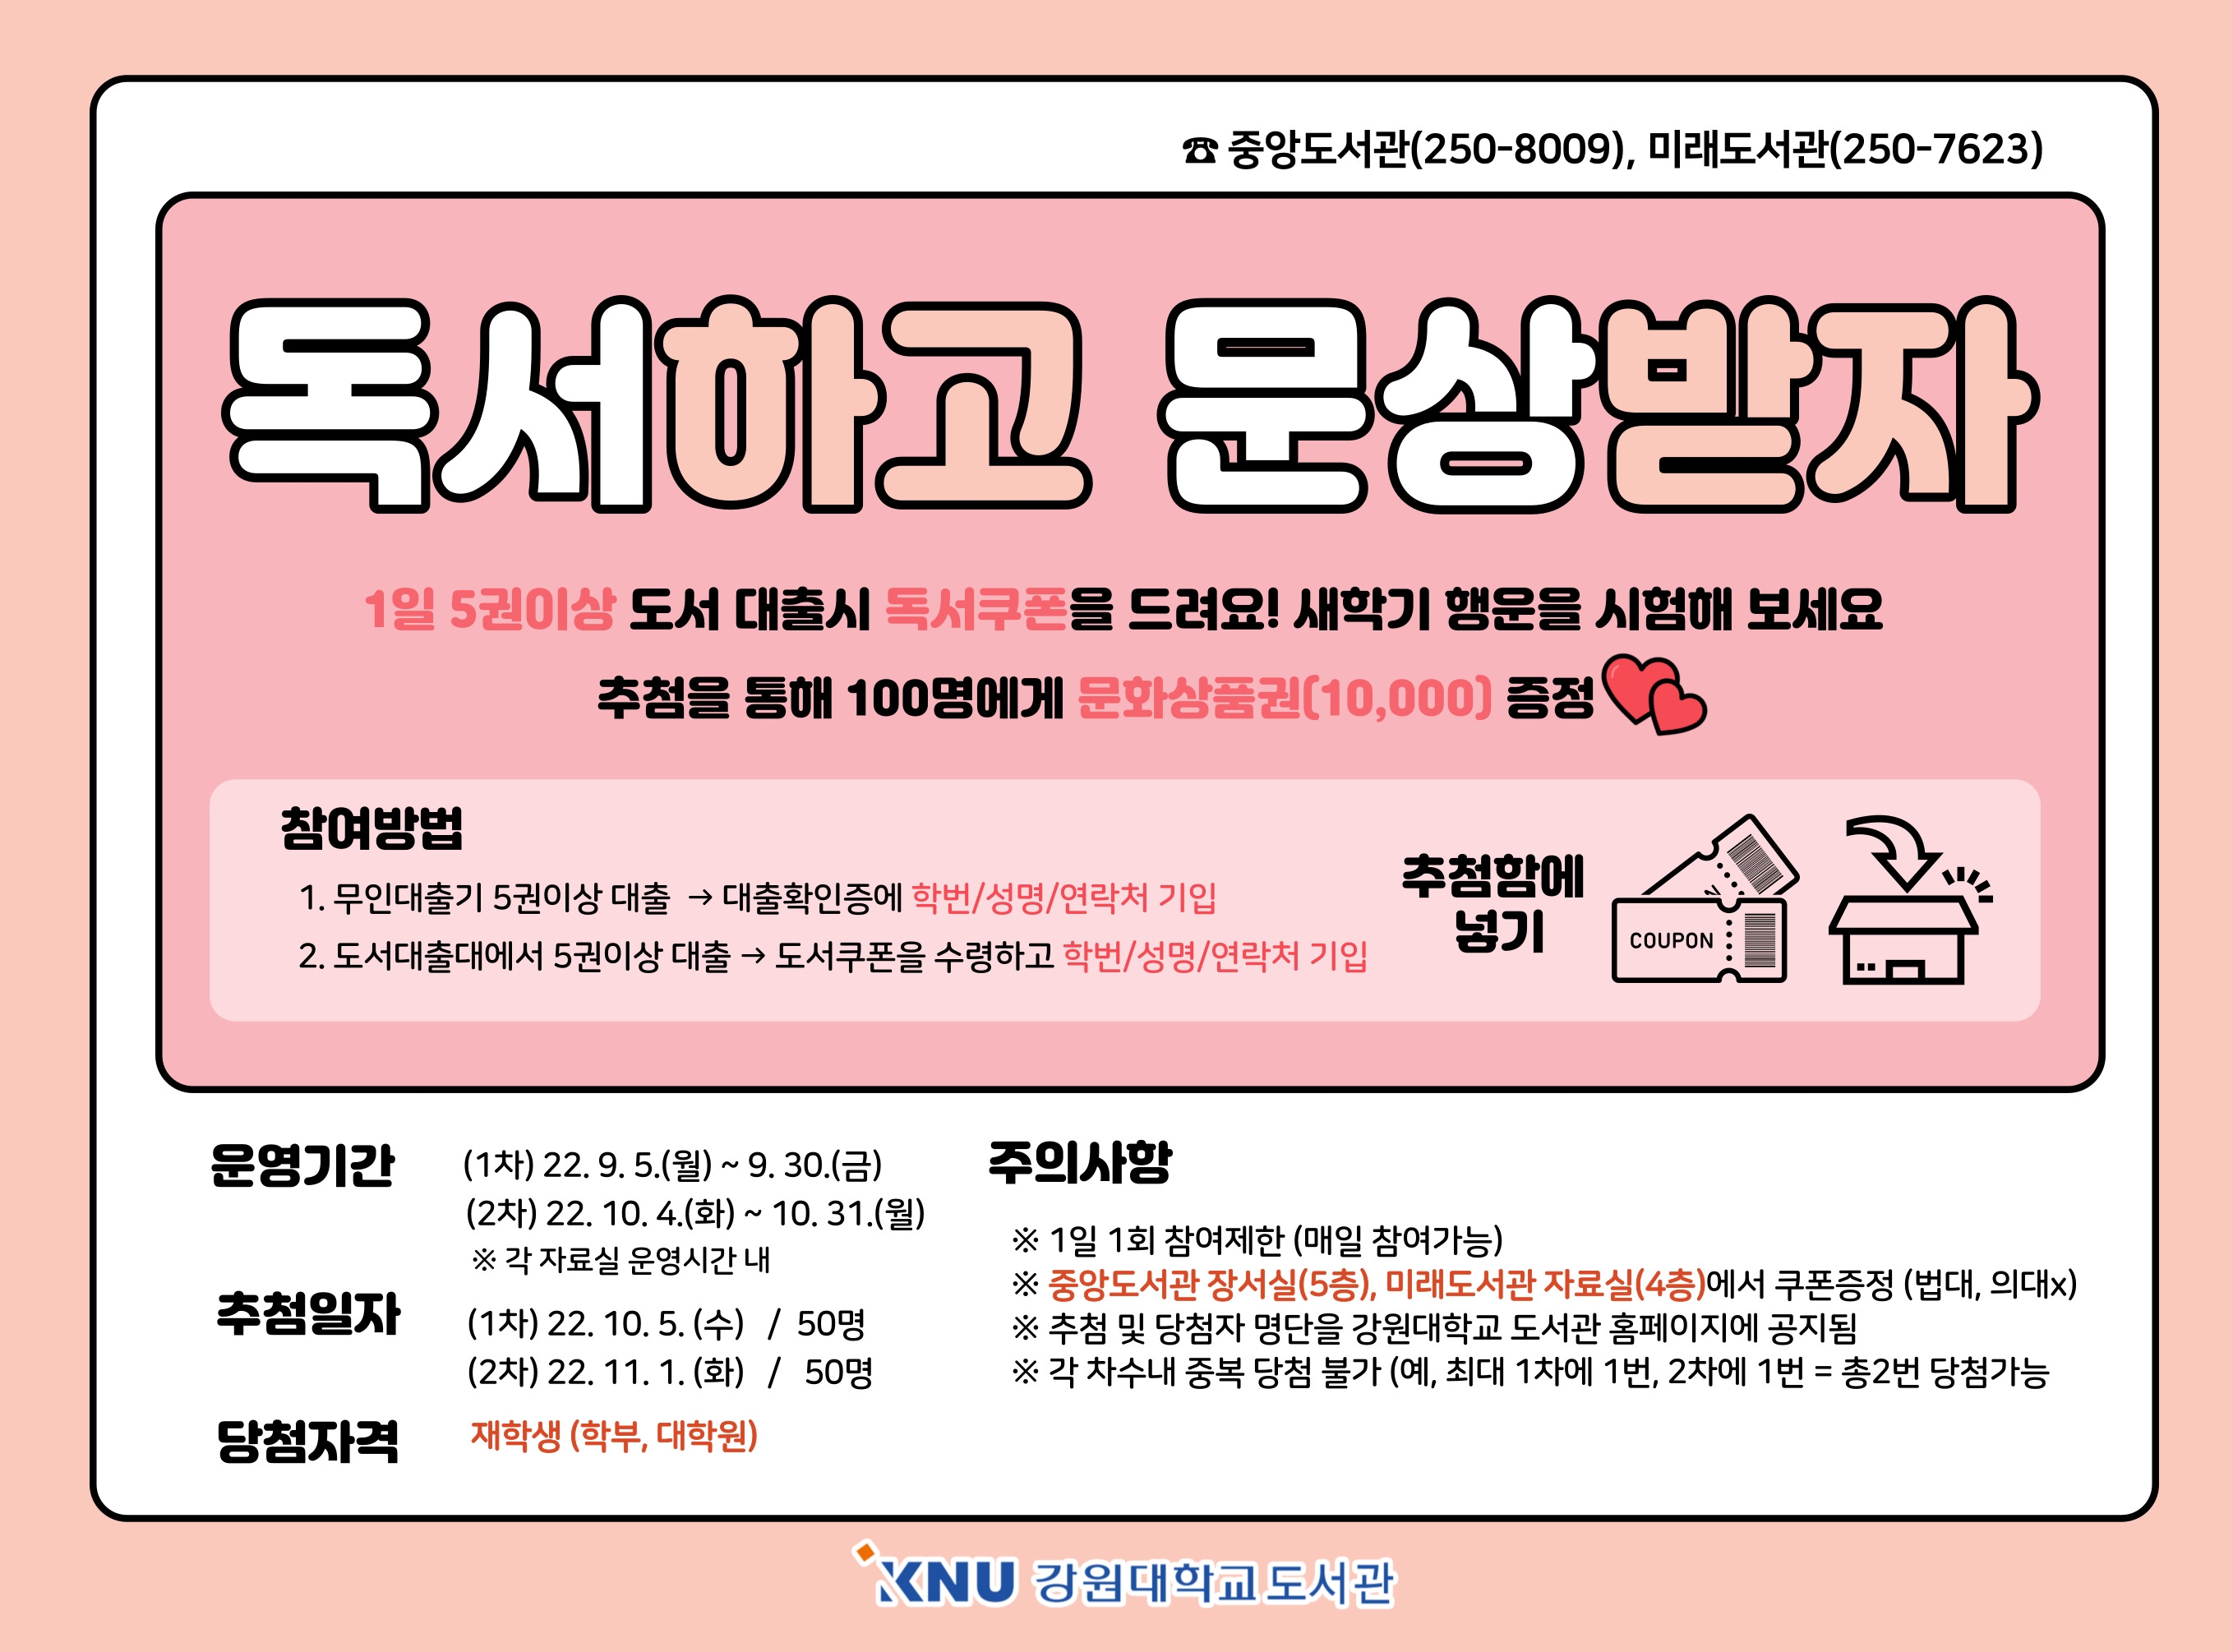 ☎ 중앙도서관(250-8009), 미래도서관(250-7623)
독서하고 문상받자
1일 5권이상 도서 대출시 독서쿠폰을 드려요! 새학기 행운을 시험해 보세요
추첨을 통해 100명에게 문화상품권(10,000) 증정
참여방법
1. 무인대출기 5권이상 대출 → 대출확인증에 학번/성명/연락처 기입
2. 도서대출대에서 5권이상 대출 → 도서쿠폰을 수령하고 학번/성명/연락처 기입
추첨함에
넣기
COUPON
운영기간
(1차) 22. 9. 5.(월) ~ 9. 30.(금)
(2차) 22. 10. 4.(화) ~ 10. 31.(월)
※ 각 자료실 운영시간 내
추첨일자
(1차) 22. 10. 5. (수) / 50명
(2차) 22. 11. 1. (화) / 50명
당첨자격
재학생 (학부, 대학원)
주의사항
※ 1일 1회 참여제한 (매일 참여가능)
※ 중앙도서관 장서실(5층), 미래도서관 자료실(4층)에서 쿠폰증정 (법대, 의대x)
※ 추첨 및 당첨자 명단을 강원대학교 도서관 홈페이지에 공지됨
※ 각 차수내 중복 당첨 불가 (예, 최대 1차에 1번, 2차에 1번 = 총2번 당첨가능
KNU 강원대학교도서관